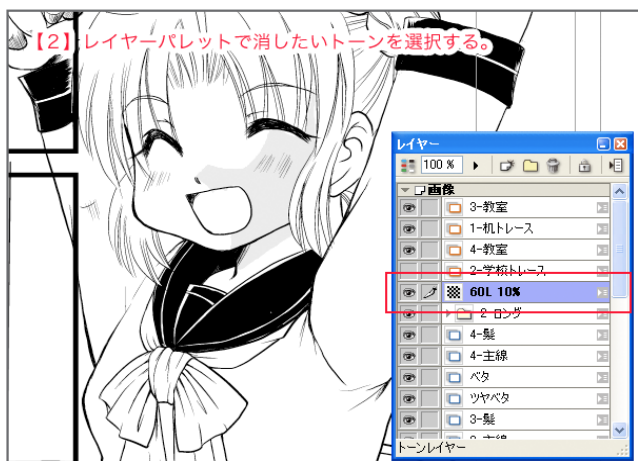 【2】レイヤーパレットで消したいトーンを選択する。
レイヤー
100 %
画像
3-教室
1-机トレース
4-教室
2-学校トレース
60L 10%
2-ロング
4-髪
4-主線
ベタ
ツヤベタ
3-髪
3-主線
トーンレイヤー